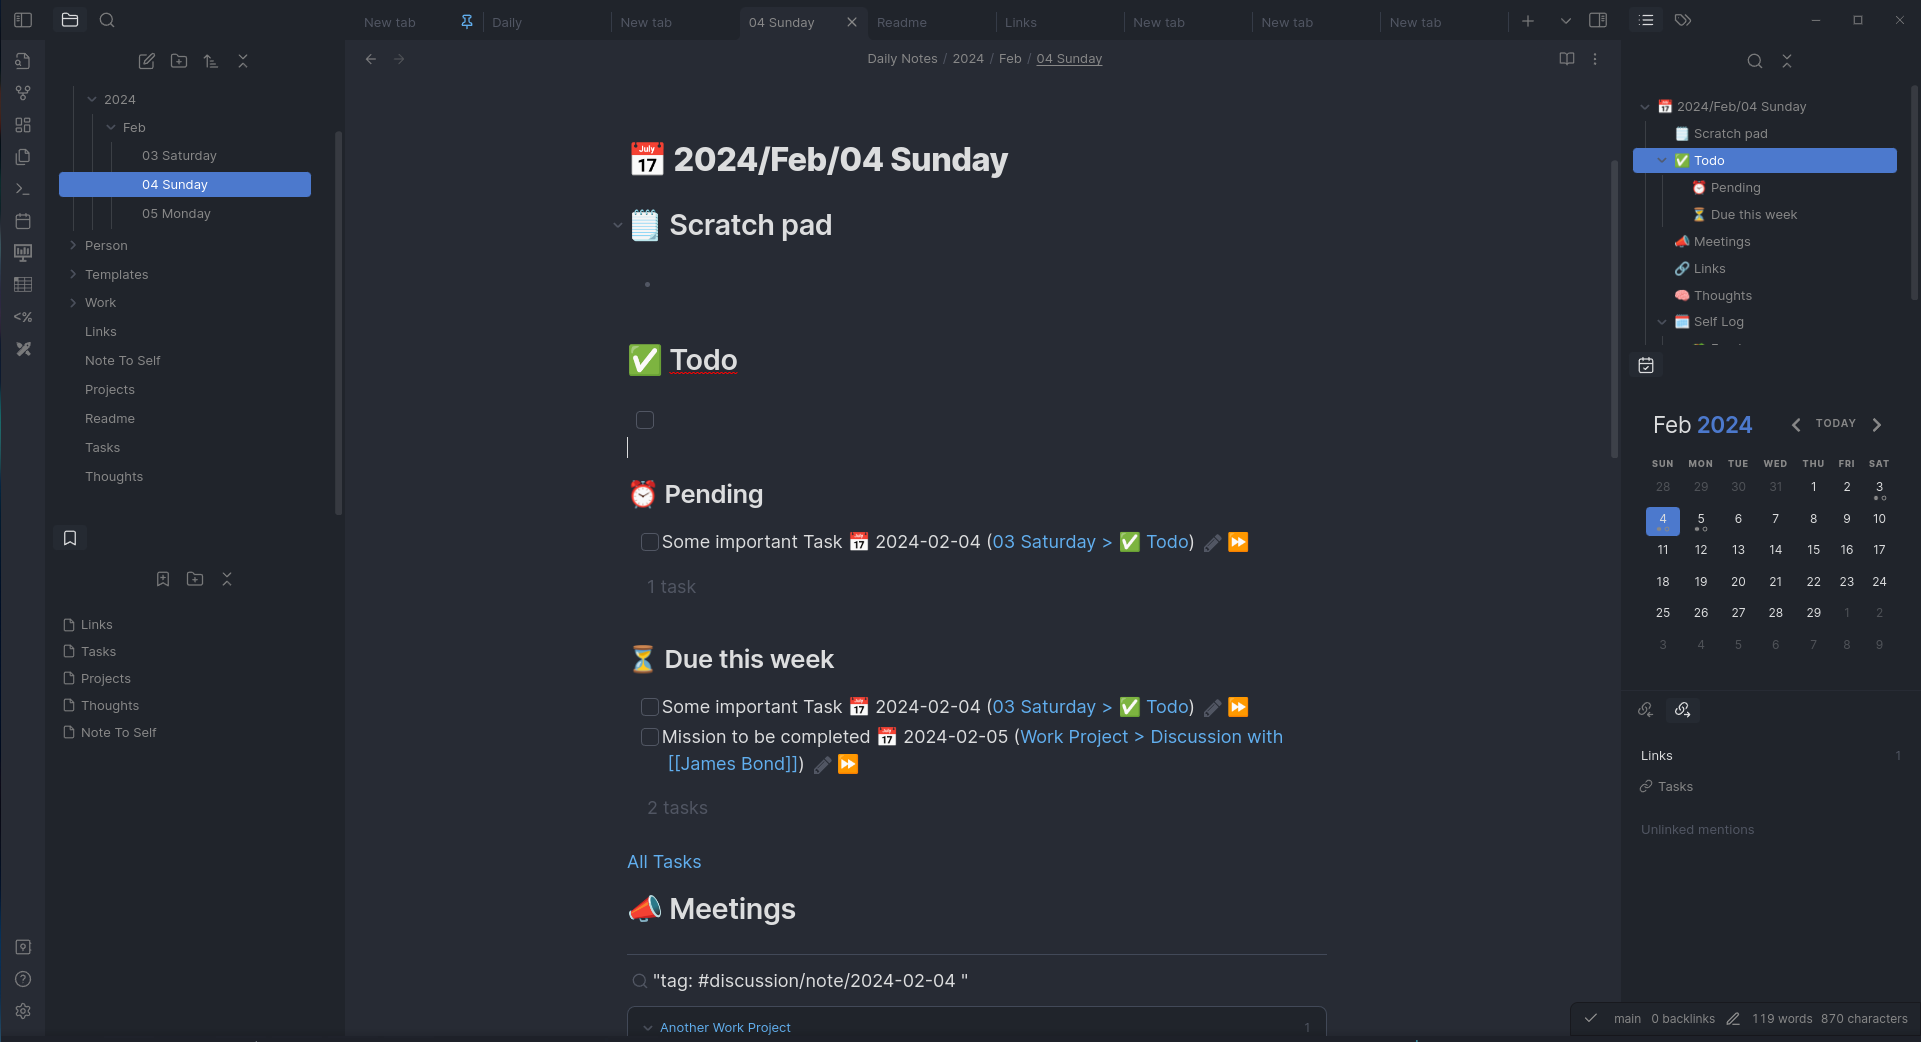 New tab
Daily
New tab
04 Sunday
Readme
Links
New tab
New tab
New tab
Daily Notes / 2024 / Feb / 04 Sunday
2024
Feb
03 Saturday
04 Sunday
05 Monday
Person
Templates
Work
Links
Note To Self
Projects
Readme
Tasks
Thoughts
<%
Links
Tasks
Projects
Thoughts
Note To Self
July
17
2024/Feb/04 Sunday
Scratch pad
Todo
Pending
Some important Task 📅 2024-02-04 (03 Saturday > ✅ Todo)
1 task
Due this week
Some important Task 📅 2024-02-04 (03 Saturday > ✅ Todo)
Mission to be completed 📅 2024-02-05 (Work Project > Discussion with
[[James Bond]])
2 tasks
All Tasks
Meetings
"tag: #discussion/note/2024-02-04 "
Another Work Project 1
2024/Feb/04 Sunday
Scratch pad
Todo
Pending
Due this week
Meetings
Links
Thoughts
Self Log
Feb 2024
TODAY
SUN MON TUE WED THU FRI SAT
28 29 30 31 1 2 3
4 5 6 7 8 9 10
11 12 13 14 15 16 17
18 19 20 21 22 23 24
25 26 27 28 29 1 2
3 4 5 6 7 8 9
Links 1
Tasks
Unlinked mentions
main 0 backlinks 119 words 870 characters